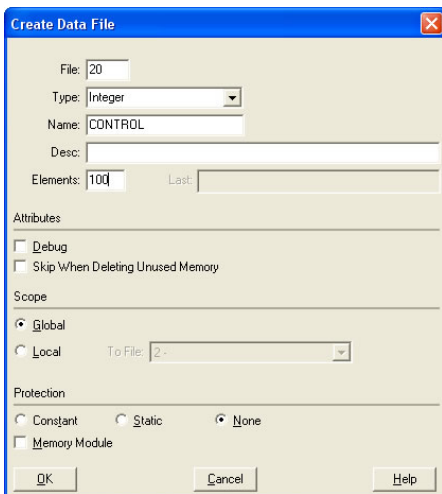 Create Data File
File: 20
Type: Integer
Name: CONTROL
Desc:
Elements: 100 Last:
Attributes
Debug
Skip When Deleting Unused Memory
Scope
Global
Local To File: 2 -
Protection
Constant Static None
Memory Module
OK Cancel Help